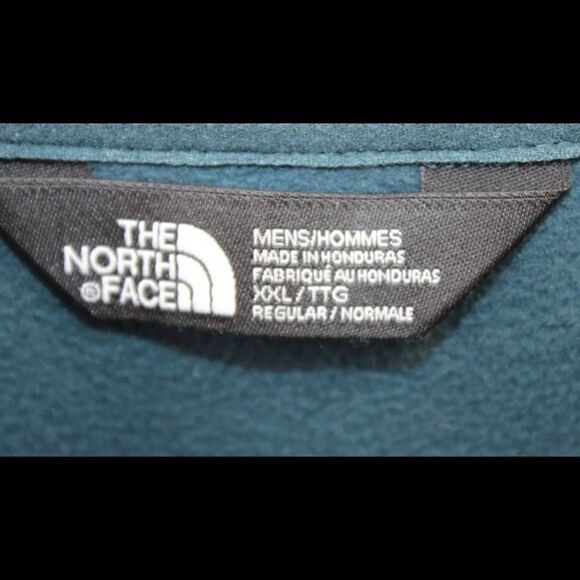 THE
NORTH
®FACE
MENS/HOMMES
MADE IN HONDURAS
FABRIQUÉ AU HONDURAS
XXL/TTG
REGULAR/NORMALE